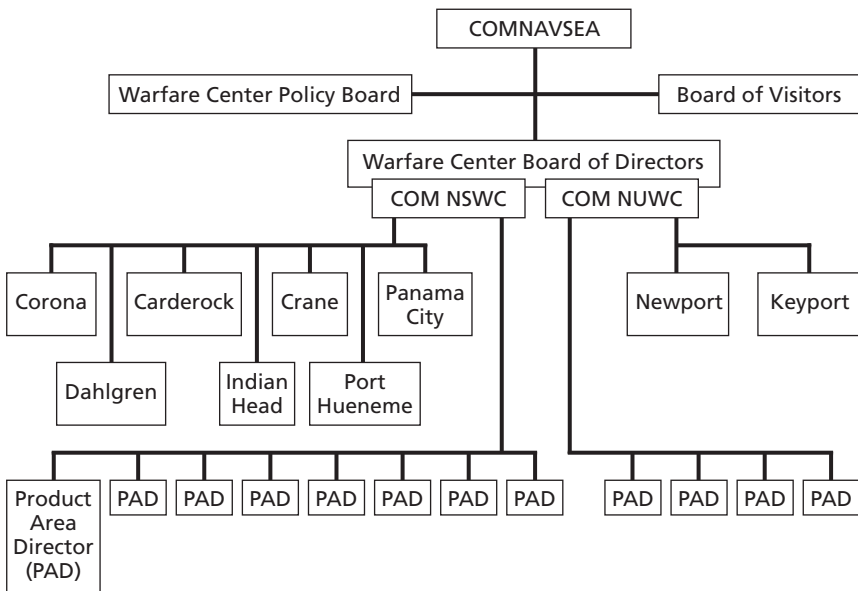 COMNAVSEA
Warfare Center Policy Board
Board of Visitors
Warfare Center Board of Directors
COM NSWC
COM NUWC
Corona
Carderock
Crane
Panama
City
Newport
Keyport
Dahlgren
Indian
Head
Port
Hueneme
Product
Area
Director
(PAD)
PAD
PAD
PAD
PAD
PAD
PAD
PAD
PAD
PAD
PAD
PAD